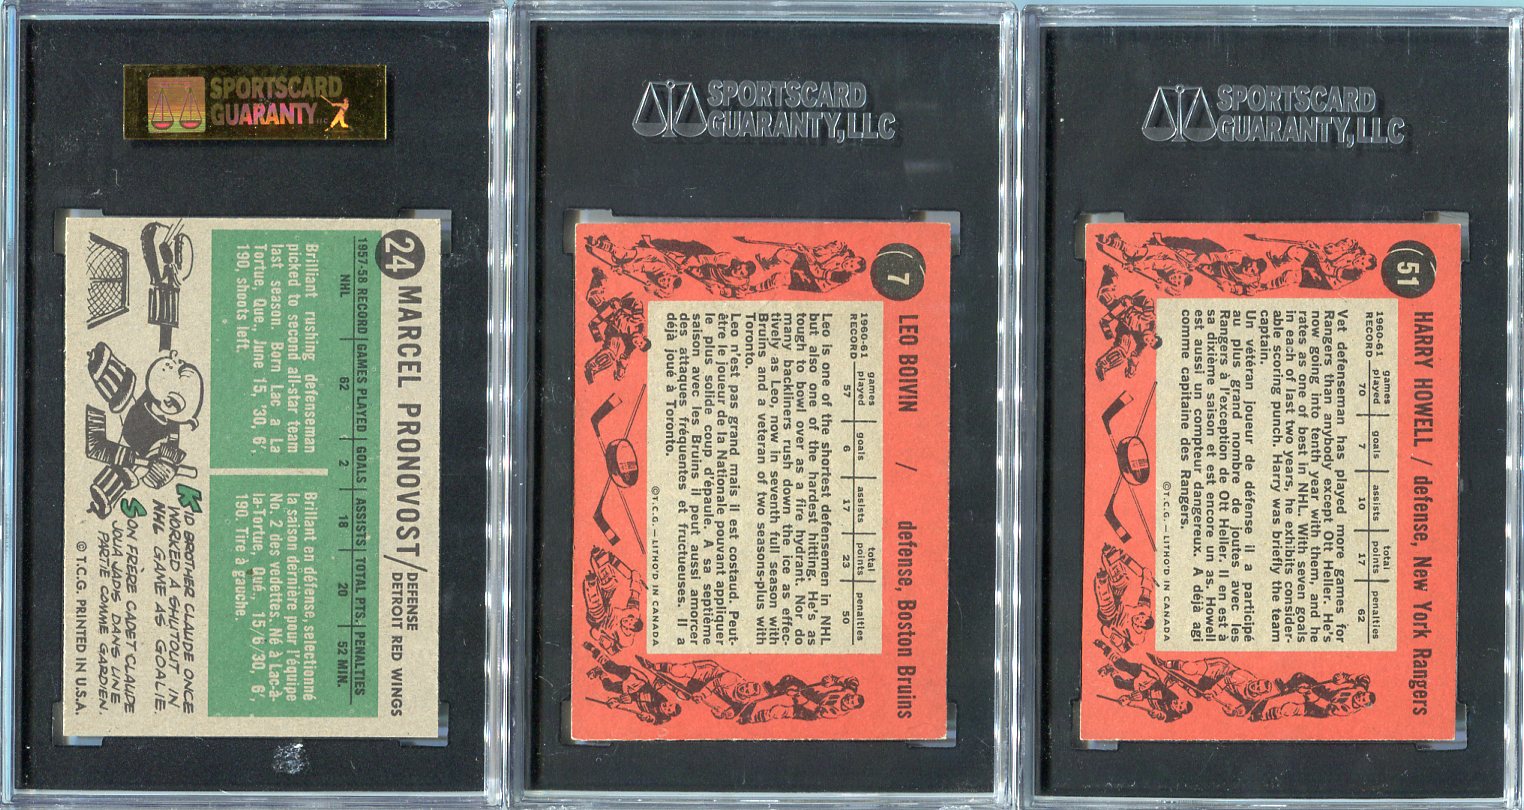 SPORTSCARD
GUARANTY LLC
24 MARCEL PRONOVOST / DEFENSE
DETROIT RED WINGS
1957-58 RECORD | GAMES PLAYED | GOALS | ASSISTS | TOTAL PTS. | PENALTIES
NHL 62 2 18 20 52 MIN.
Brilliant rushing defenseman
picked to second all-star team
last season. Born Lac a La
Tortue, Que., June 15, '30, 6',
190, shoots left.
Brillant en défense, selectionné
la saison dernière pour l'équipe
No. 2 des vedettes. Né à Lac-à-
la-Tortue, Qué., 15/6/30, 6',
190. Tire à gauche.
KID BROTHER CLAUDE ONCE
WORKED A SHUTOUT IN
NHL GAME AS GOALIE.
SON FRÈRE CADET CLAUDE
JOUA JADIS DANS UNE
PARTIE COMME GARDIEN.
© T.C.G. PRINTED IN U.S.A.
SPORTSCARD
GUARANTY, LLC
7
LEO BOIVIN / defense, Boston Bruins
1960-61 games total
RECORD played goals assists points penalties
57 6 17 23 50
Leo is one of the shortest defensemen in NHL
but also one of the hardest hitting. He's as
tough to bowl over as a fire hydrant. Nor do
many backliners rush down the ice as effec-
tively as Leo, now in seventh full season with
Bruins and a veteran of two seasons-plus with
Toronto.
Leo n'est pas grand mais il est costaud. Peut-
être le joueur de la Nationale pouvant appliquer
le plus solide coup d'épaule. A sa septième
saison avec les Bruins il peut aussi amorcer
des attaques fréquentes et fructueuses. Il a
déjà joué à Toronto.
©T.C.G. — LITHO'D IN CANADA
SPORTSCARD
GUARANTY, LLC
51
HARRY HOWELL / defense, New York Rangers
1960-61 games total
RECORD played goals assists points penalties
70 7 10 17 62
Vet defenseman has played more games for
Rangers than anybody except Ott Heller. He's
now going into tenth year with them, and he
rates as one of best in NHL. With seven goals
in each of last two years, he exhibits consider-
able scoring punch. Harry was briefly the team
captain.
Un vétéran joueur de défense il a participé
au plus grand nombre de joutes avec les
Rangers à l'exception de Ott Heller. Il en est à
sa dixième saison et est encore un as. Howell
est aussi un compteur dangereux. A déjà agi
comme capitaine des Rangers.
©T.C.G. — LITHO'D IN CANADA